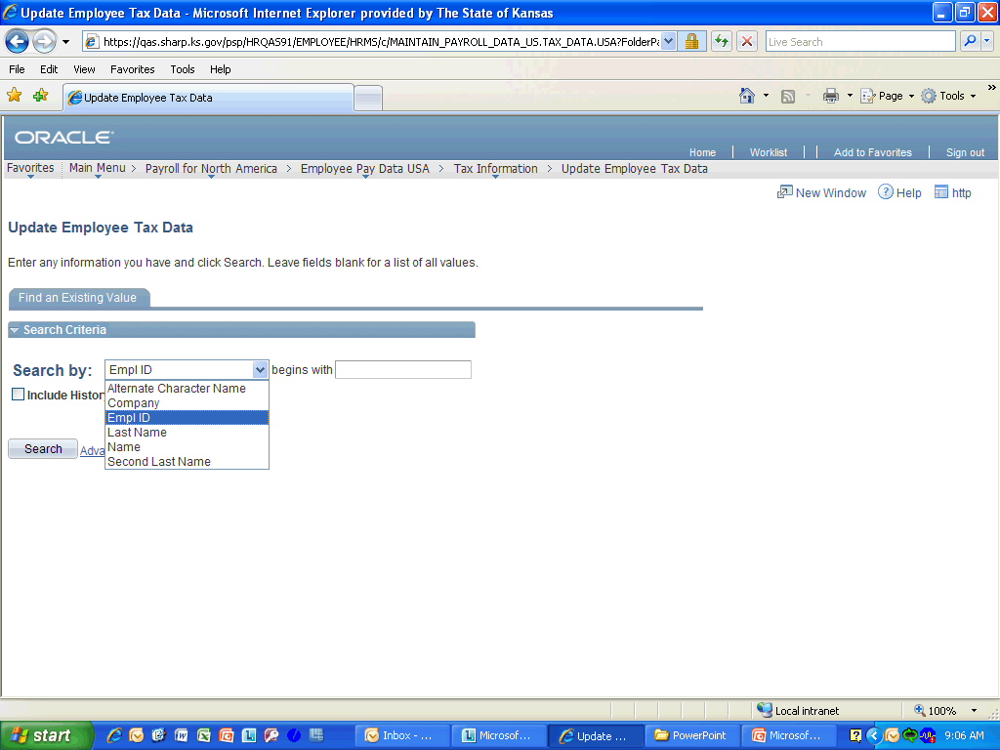 Update Employee Tax Data - Microsoft Internet Explorer provided by The State of Kansas
https://qas.sharp.ks.gov/psp/HRQAS91/EMPLOYEE/HRMS/c/MAINTAIN_PAYROLL_DATA_US.TAX_DATA.USA?FolderPa
Live Search
File Edit View Favorites Tools Help
Update Employee Tax Data
Page Tools »
ORACLE
Home Worklist Add to Favorites Sign out
Favorites Main Menu > Payroll for North America > Employee Pay Data USA > Tax Information > Update Employee Tax Data
New Window Help http
Update Employee Tax Data
Enter any information you have and click Search. Leave fields blank for a list of all values.
Find an Existing Value
Search Criteria
Search by: Empl ID begins with
Alternate Character Name
Include Histor
Company
Empl ID
Last Name
Search Adva
Name
Second Last Name
Local intranet 100%
start Inbox - ... Microsof... Update ... PowerPoint Microsof... 9:06 AM